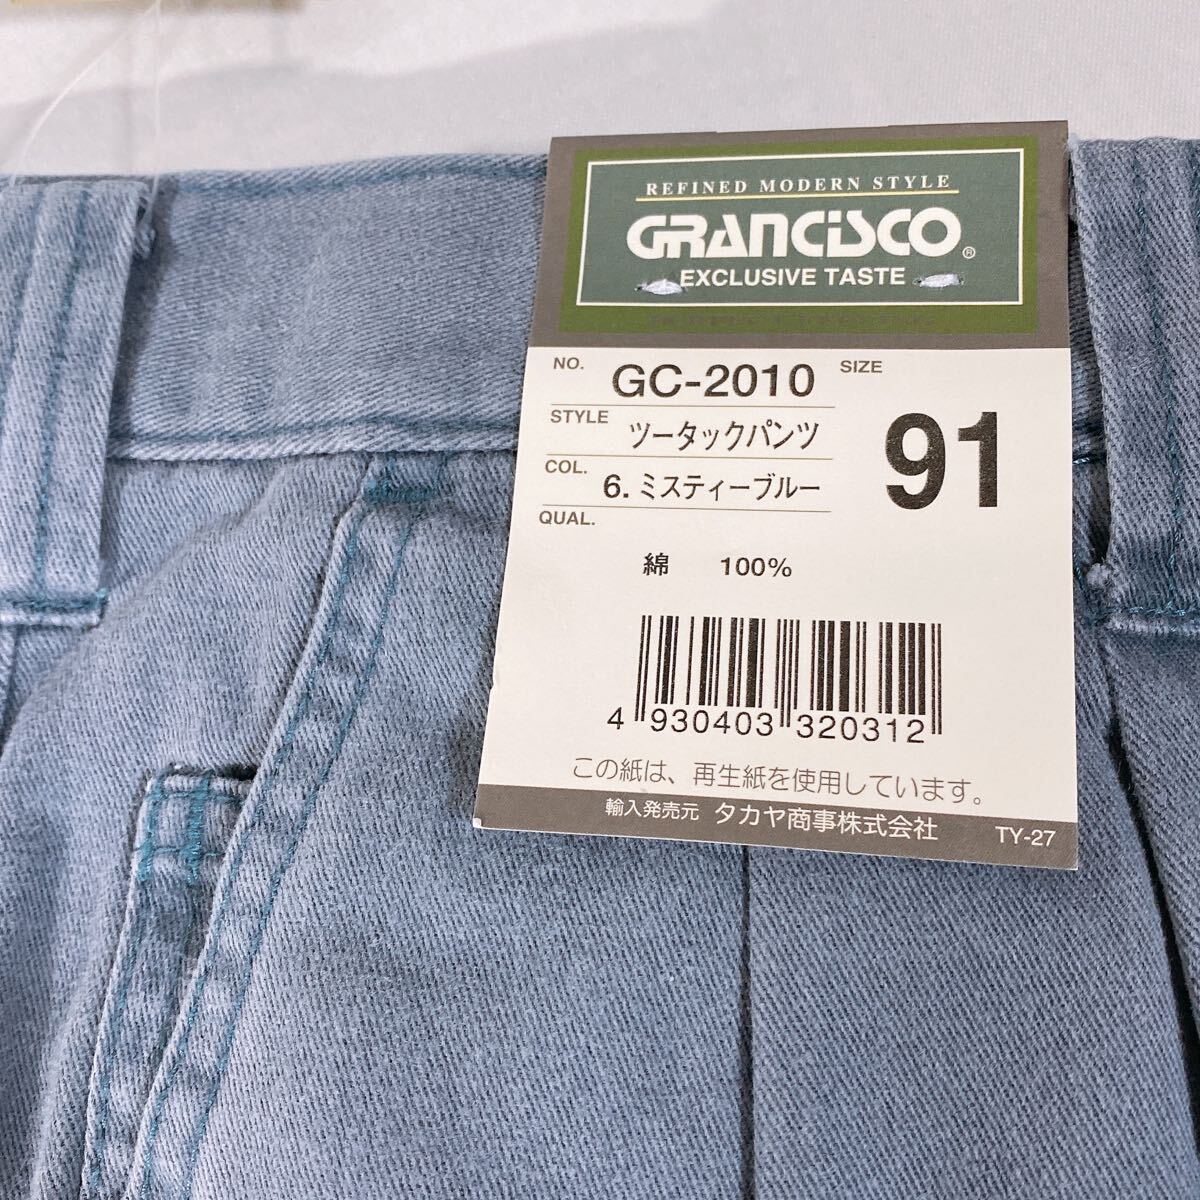 REFINED MODERN STYLE
GRANCiSCO®
EXCLUSIVE TASTE
NO. GC-2010
SIZE 91
STYLE ツータックパンツ
COL. 6. ミスティーブルー
QUAL.
綿 100%
4 930403 320312
この紙は、再生紙を使用しています。
輸入発売元 タカヤ商事株式会社 TY-27